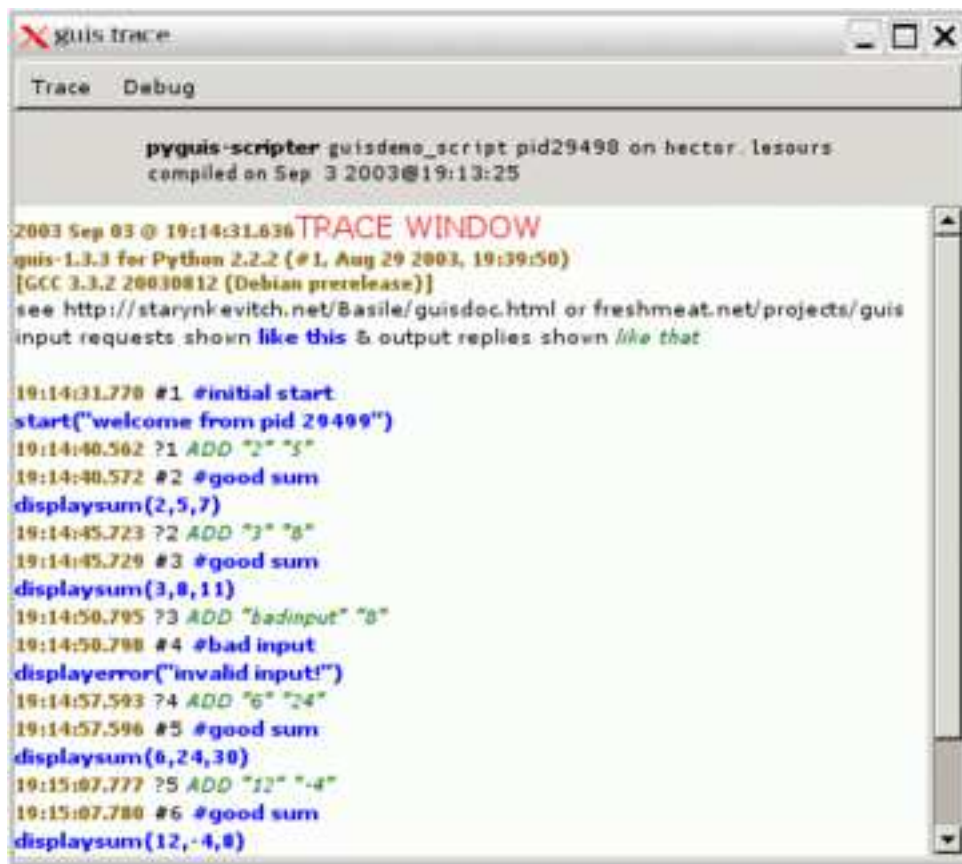 guis trace
Trace Debug
pyguis-scripter guisdemo_script pid29498 on hector.lesours
compiled on Sep 3 2003@19:13:25
2003 Sep 03 @ 19:14:31.636 TRACE WINDOW
guis-1.3.3 for Python 2.2.2 (#1, Aug 29 2003, 19:39:50)
[GCC 3.3.2 20030812 (Debian prerelease)]
see http://starynkevitch.net/Basile/guisdoc.html or freshmeat.net/projects/guis
input requests shown like this & output replies shown like that
19:14:31.770 #1 #initial start
start("welcome from pid 29499")
19:14:40.562 ?1 ADD "2" "5"
19:14:40.572 #2 #good sum
displaysum(2,5,7)
19:14:45.723 ?2 ADD "3" "8"
19:14:45.729 #3 #good sum
displaysum(3,8,11)
19:14:50.795 ?3 ADD "badinput" "8"
19:14:50.798 #4 #bad input
displayerror("invalid input!")
19:14:57.593 ?4 ADD "6" "24"
19:14:57.596 #5 #good sum
displaysum(6,24,30)
19:15:07.777 ?5 ADD "12" "-4"
19:15:07.780 #6 #good sum
displaysum(12,-4,8)